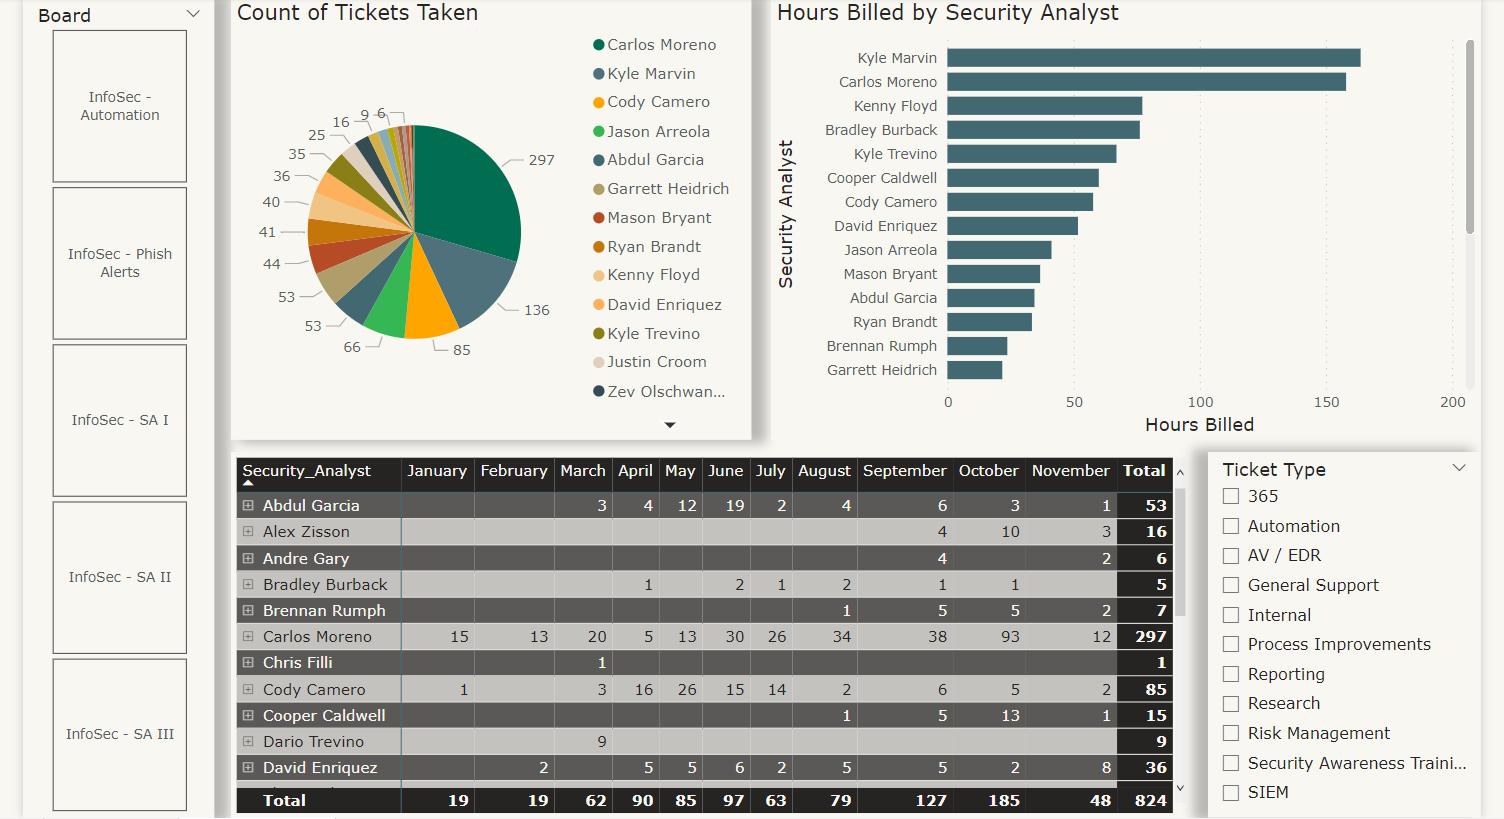 Board
InfoSec -
Automation
InfoSec - Phish
Alerts
InfoSec - SA I
InfoSec - SA II
InfoSec - SA III
Count of Tickets Taken
297
136
85
66
53
53
44
41
40
36
35
25
16
9
6
Carlos Moreno
Kyle Marvin
Cody Camero
Jason Arreola
Abdul Garcia
Garrett Heidrich
Mason Bryant
Ryan Brandt
Kenny Floyd
David Enriquez
Kyle Trevino
Justin Croom
Zev Olschwan...
Hours Billed by Security Analyst
Security Analyst
Kyle Marvin
Carlos Moreno
Kenny Floyd
Bradley Burback
Kyle Trevino
Cooper Caldwell
Cody Camero
David Enriquez
Jason Arreola
Mason Bryant
Abdul Garcia
Ryan Brandt
Brennan Rumph
Garrett Heidrich
0 50 100 150 200
Hours Billed
Security_Analyst January February March April May June July August September October November Total
Abdul Garcia 3 4 12 19 2 4 6 3 1 53
Alex Zisson 4 10 3 16
Andre Gary 4 2 6
Bradley Burback 1 2 1 2 1 1 5
Brennan Rumph 1 5 5 2 7
Carlos Moreno 15 13 20 5 13 30 26 34 38 93 12 297
Chris Filli 1 1
Cody Camero 1 3 16 26 15 14 2 6 5 2 85
Cooper Caldwell 1 5 13 1 15
Dario Trevino 9 9
David Enriquez 2 5 5 6 2 5 5 2 8 36
Total 19 19 62 90 85 97 63 79 127 185 48 824
Ticket Type
365
Automation
AV / EDR
General Support
Internal
Process Improvements
Reporting
Research
Risk Management
Security Awareness Traini...
SIEM